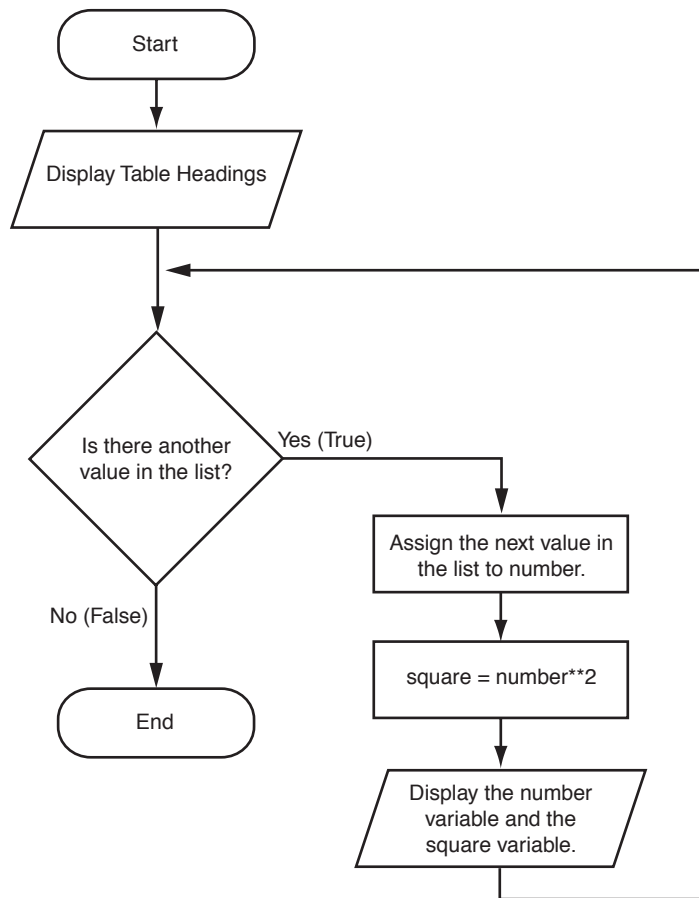 Start
Display Table Headings
Is there another
value in the list?
Yes (True)
Assign the next value in
the list to number.
No (False)
square = number**2
End
Display the number
variable and the
square variable.